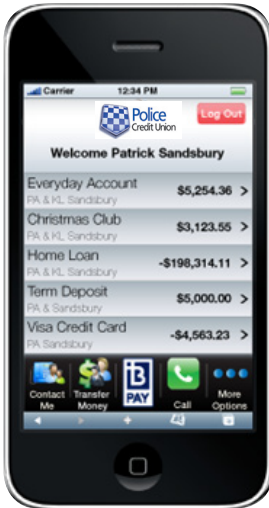 Carrier 12:34 PM
Police
Credit Union
Log Out
Welcome Patrick Sandsbury
Everyday Account
PA & KL Sandsbury
$5,254.36 >
Christmas Club
PA & KL Sandsbury
$3,123.55 >
Home Loan
PA & KL Sandsbury
-$198,314.11 >
Term Deposit
PA & Sandsbury
$5,000.00 >
Visa Credit Card
PA Sandsbury
-$4,563.23 >
Contact
Me
Transfer
Money
B
PAY
Call
More
Options